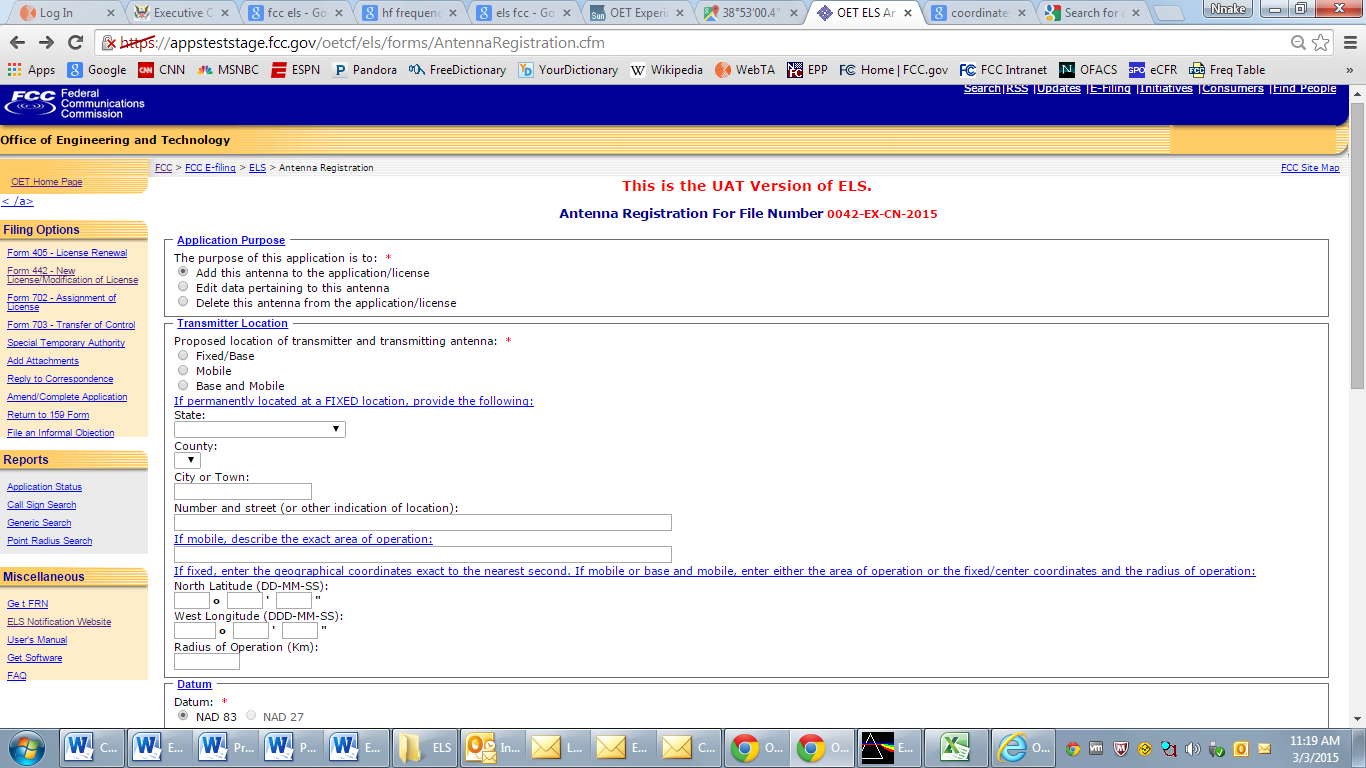 Log In
Executive O
fcc els - Go
hf frequenc
els fcc - Go
OET Experi
38°53'00.4"
OET ELS An
coordinates
Search for a
Nnake
https://appsteststage.fcc.gov/oetcf/els/forms/AntennaRegistration.cfm
Apps Google CNN MSNBC ESPN Pandora FreeDictionary YourDictionary Wikipedia WebTA EPP Home | FCC.gov FCC Intranet OFACS eCFR Freq Table »
FCC Federal Communications Commission
Search|RSS |Updates |E-Filing |Initiatives |Consumers |Find People
Office of Engineering and Technology
FCC > FCC E-filing > ELS > Antenna Registration
FCC Site Map
OET Home Page
< /a>
Filing Options
Form 405 - License Renewal
Form 442 - New
License/Modification of License
Form 702 - Assignment of
License
Form 703 - Transfer of Control
Special Temporary Authority
Add Attachments
Reply to Correspondence
Amend/Complete Application
Return to 159 Form
File an Informal Objection
Reports
Application Status
Call Sign Search
Generic Search
Point Radius Search
Miscellaneous
Ge t FRN
ELS Notification Website
User's Manual
Get Software
FAQ
This is the UAT Version of ELS.
Antenna Registration For File Number 0042-EX-CN-2015
Application Purpose
The purpose of this application is to: *
Add this antenna to the application/license
Edit data pertaining to this antenna
Delete this antenna from the application/license
Transmitter Location
Proposed location of transmitter and transmitting antenna: *
Fixed/Base
Mobile
Base and Mobile
If permanently located at a FIXED location, provide the following:
State:
County:
City or Town:
Number and street (or other indication of location):
If mobile, describe the exact area of operation:
If fixed, enter the geographical coordinates exact to the nearest second. If mobile or base and mobile, enter either the area of operation or the fixed/center coordinates and the radius of operation:
North Latitude (DD-MM-SS):
o ' "
West Longitude (DDD-MM-SS):
o ' "
Radius of Operation (Km):
Datum
Datum: *
NAD 83 NAD 27
C... E... Pr... P... E... ELS In... L... E... C... O... O... E... O...
11:19 AM
3/3/2015